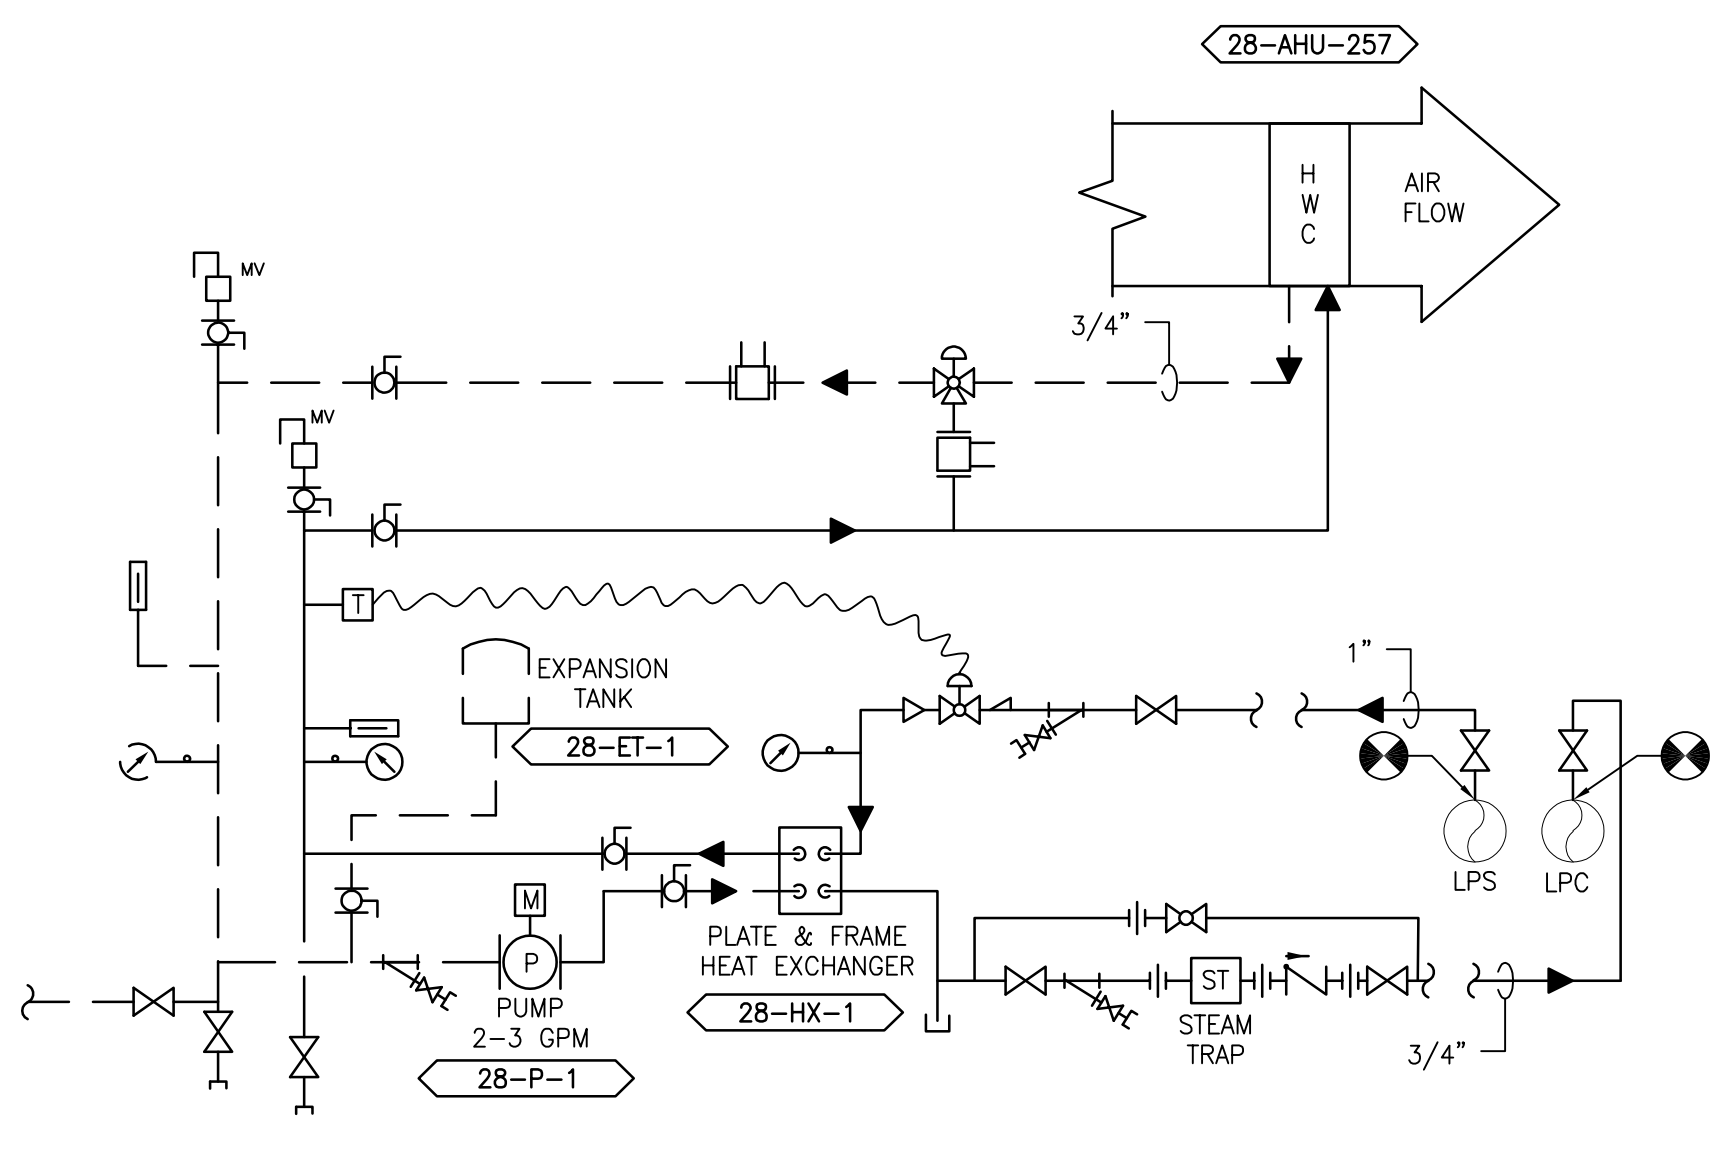 28-AHU-257
H
W
C
AIR
FLOW
MV
3/4”
MV
T
1”
EXPANSION
TANK
28-ET-1
LPS
LPC
M
P
PLATE & FRAME
HEAT EXCHANGER
28-HX-1
PUMP
2-3 GPM
28-P-1
ST
STEAM
TRAP
3/4”